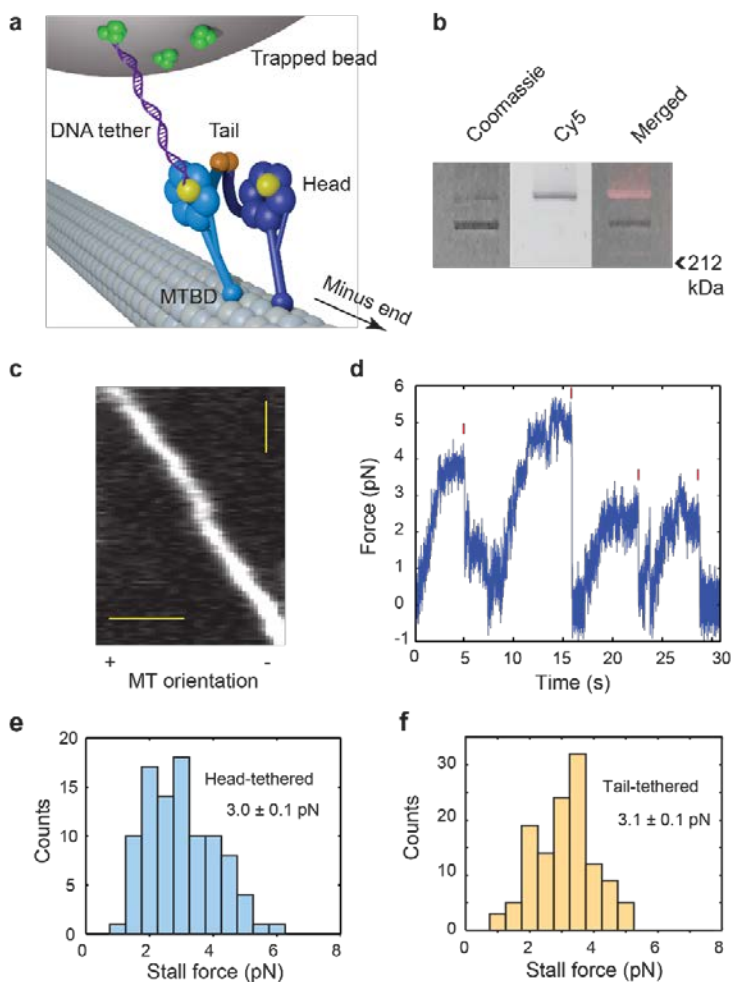 a
Trapped bead
DNA tether
Tail
Head
MTBD
Minus end
b
Coomassie
Cy5
Merged
212
kDa
c
+
-
MT orientation
d
6
5
4
3
2
1
0
-1
Force (pN)
0 5 10 15 20 25 30
Time (s)
e
20
15
10
5
0
Counts
Head-tethered
3.0 ± 0.1 pN
0 2 4 6 8
Stall force (pN)
f
30
20
10
0
Counts
Tail-tethered
3.1 ± 0.1 pN
0 2 4 6 8
Stall force (pN)